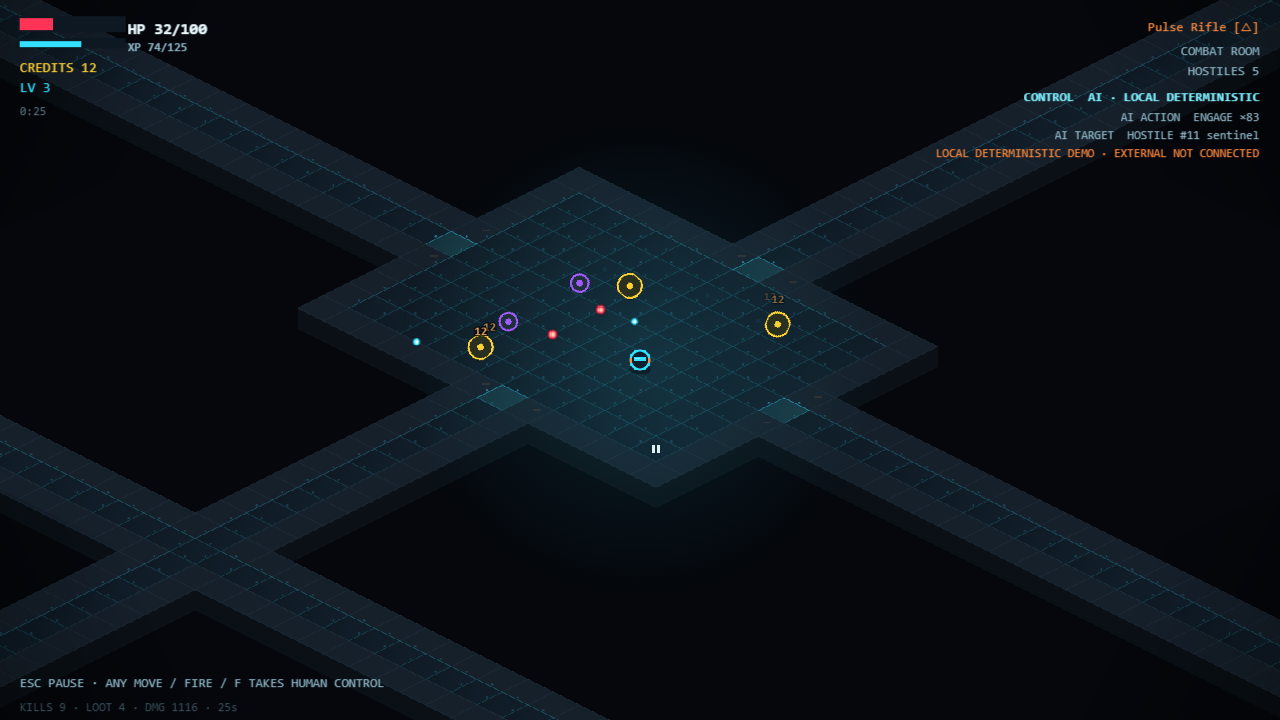 HP 32/100
XP 74/125
CREDITS 12
LV 3
0:25
Pulse Rifle [△]
COMBAT ROOM
HOSTILES 5
CONTROL AI · LOCAL DETERMINISTIC
AI ACTION ENGAGE ×83
AI TARGET HOSTILE #11 sentinel
LOCAL DETERMINISTIC DEMO · EXTERNAL NOT CONNECTED
12
12
12
ESC PAUSE · ANY MOVE / FIRE / F TAKES HUMAN CONTROL
KILLS 9 · LOOT 4 · DMG 1116 · 25s